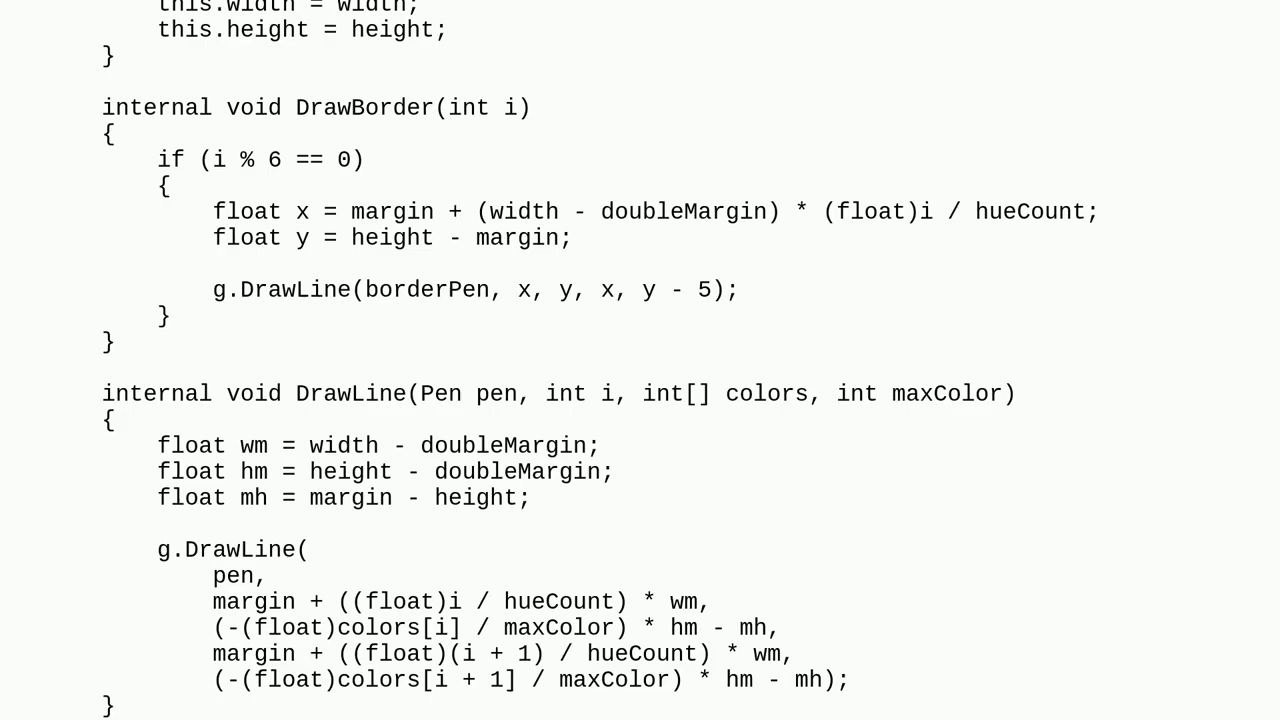 this.width = width;
this.height = height;
}
internal void DrawBorder(int i)
{
if (i % 6 == 0)
{
float x = margin + (width - doubleMargin) * (float)i / hueCount;
float y = height - margin;
g.DrawLine(borderPen, x, y, x, y - 5);
}
}
internal void DrawLine(Pen pen, int i, int[] colors, int maxColor)
{
float wm = width - doubleMargin;
float hm = height - doubleMargin;
float mh = margin - height;
g.DrawLine(
pen,
margin + ((float)i / hueCount) * wm,
(-(float)colors[i] / maxColor) * hm - mh,
margin + ((float)(i + 1) / hueCount) * wm,
(-(float)colors[i + 1] / maxColor) * hm - mh);
}